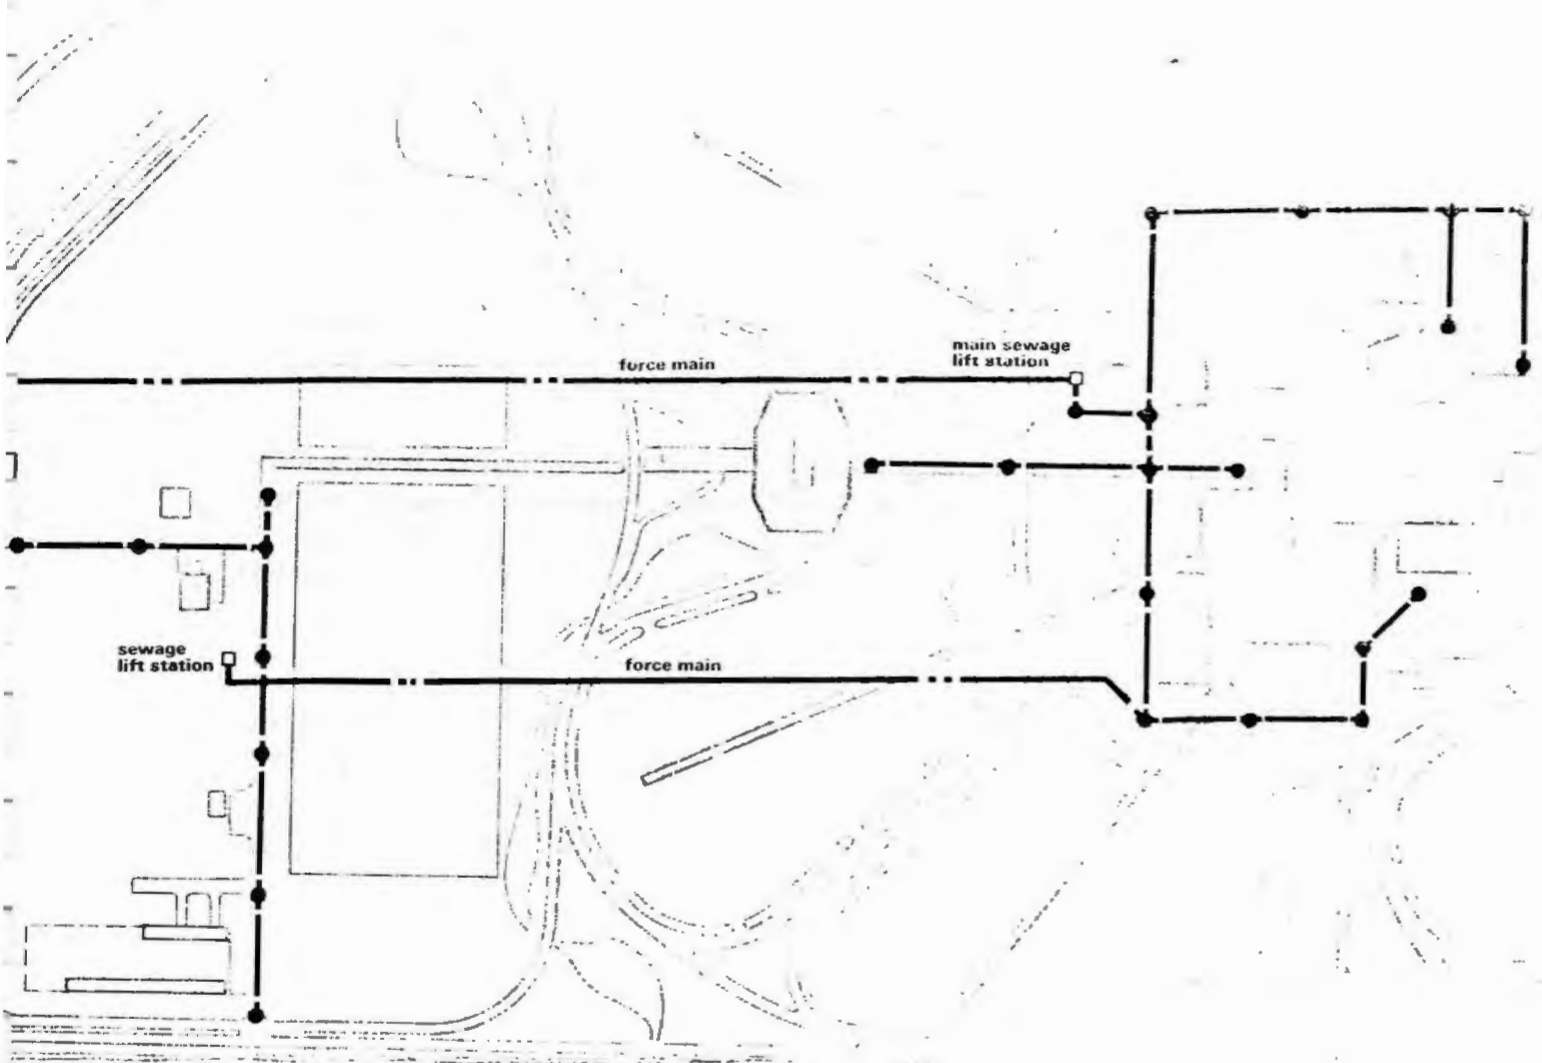 main sewage
lift station
force main
sewage
lift station
force main